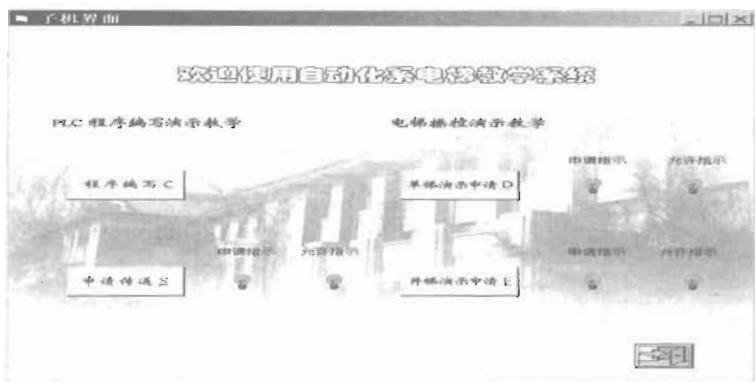 子机界面
欢迎使用自动化系电梯教学系统
PLC 程序编写演示教学
电梯操控演示教学
申请指示 允许指示
程序编写 C
单梯演示申请 D
申请指示 允许指示
申请指示 允许指示
申请传送 S
并梯演示申请 E